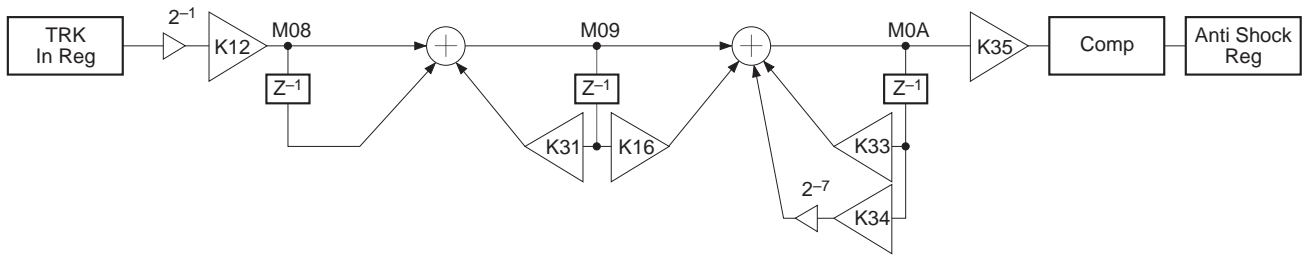 TRK
In Reg
2–1
K12
M08
Z–1
M09
Z–1
K31
K16
M0A
Z–1
K33
2–7
K34
K35
Comp
Anti Shock
Reg